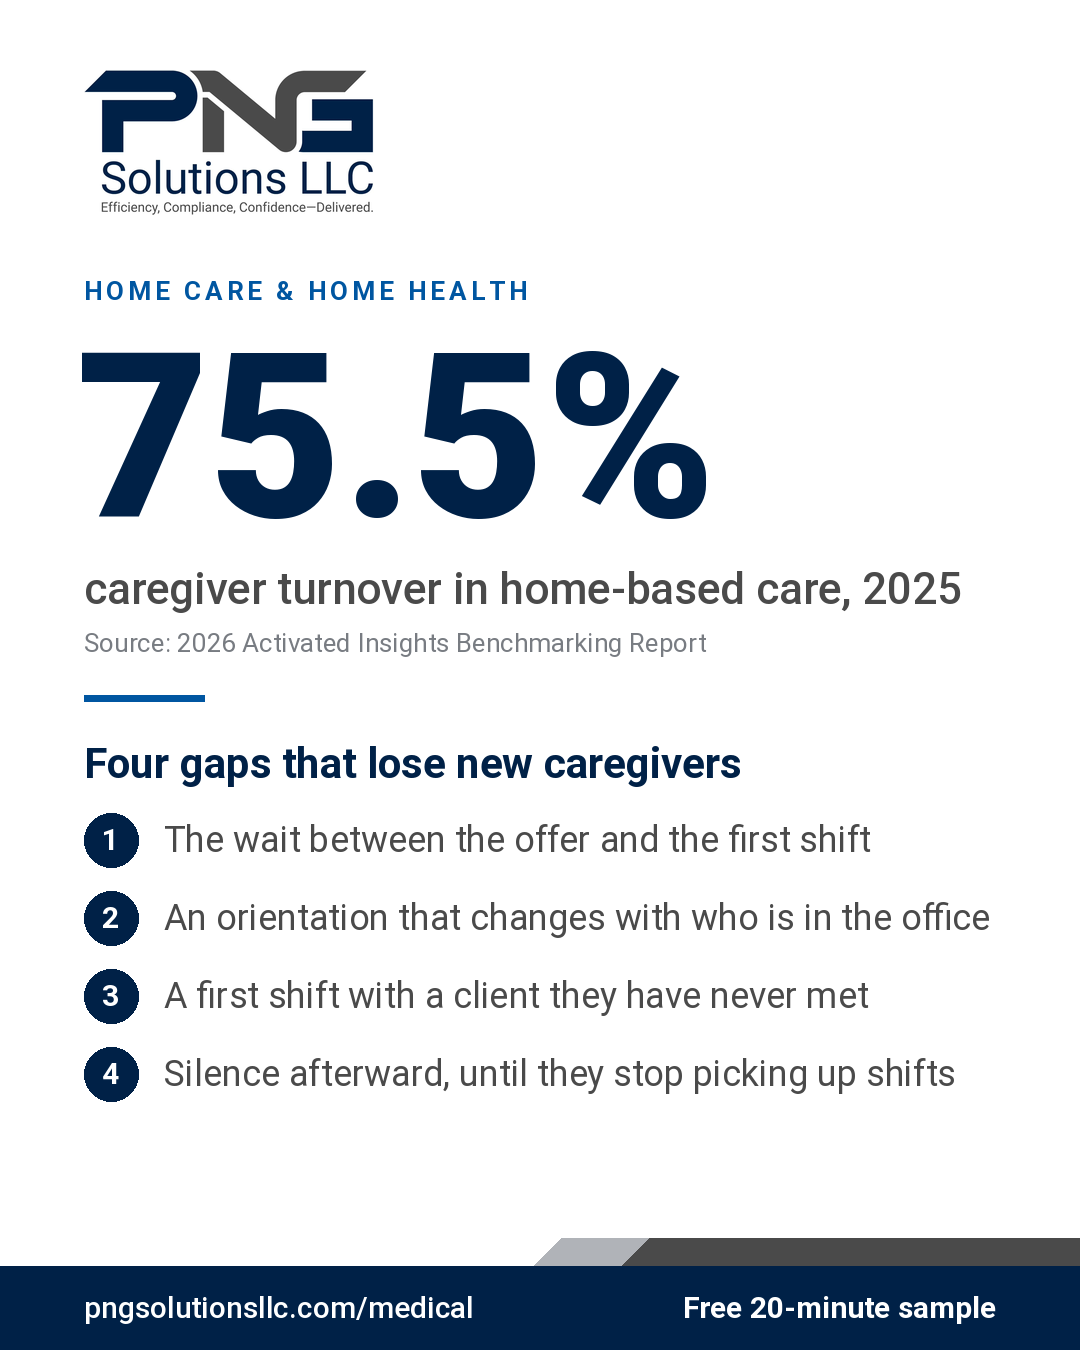 PNG
Solutions LLC
Efficiency, Compliance, Confidence—Delivered.
HOME CARE & HOME HEALTH
75.5%
caregiver turnover in home-based care, 2025
Source: 2026 Activated Insights Benchmarking Report
Four gaps that lose new caregivers
1 The wait between the offer and the first shift
2 An orientation that changes with who is in the office
3 A first shift with a client they have never met
4 Silence afterward, until they stop picking up shifts
pngsolutionsllc.com/medical
Free 20-minute sample